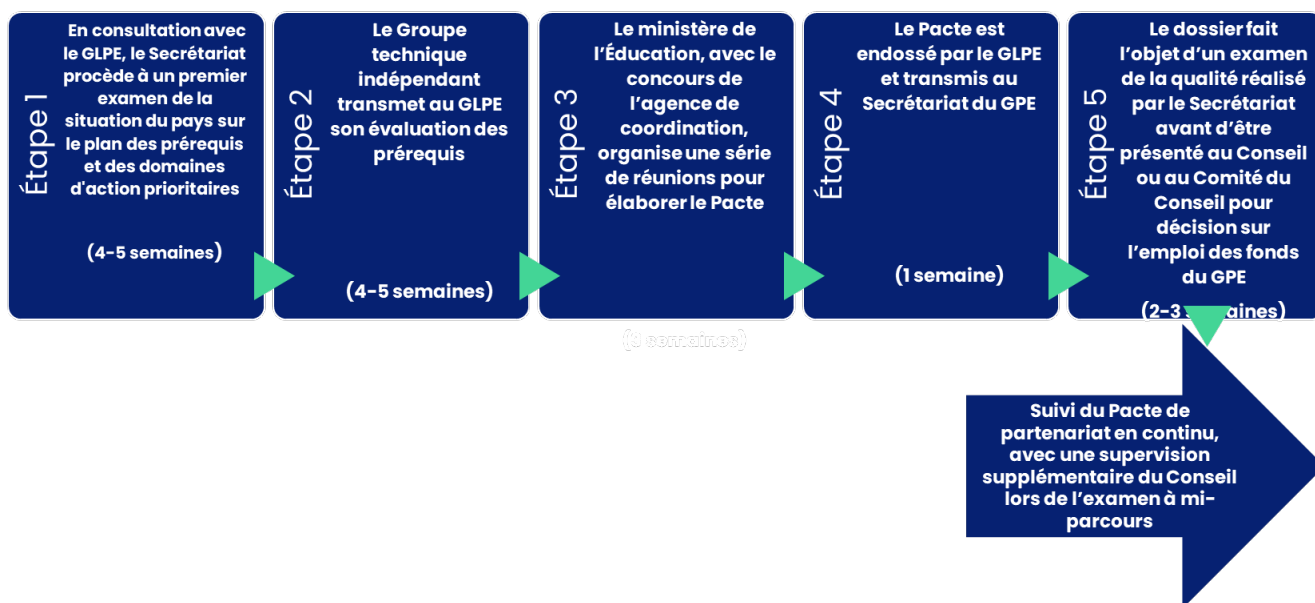 Étape 1
En consultation avec
le GLPE, le Secrétariat
procède à un premier
examen de la
situation du pays sur
le plan des prérequis
et des domaines
d'action prioritaires
(4-5 semaines)
Étape 2
Le Groupe
technique
indépendant
transmet au GLPE
son évaluation des
prérequis
(4-5 semaines)
Étape 3
Le ministère de
l’Éducation, avec le
concours de
l’agence de
coordination,
organise une série
de réunions pour
élaborer le Pacte
semaines)
Étape 4
Le Pacte est
endossé par le GLPE
et transmis au
Secrétariat du GPE
(1 semaine)
Étape 5
Le dossier fait
l’objet d’un examen
de la qualité réalisé
par le Secrétariat
avant d’être
présenté au Conseil
ou au Comité du
Conseil pour
décision sur
l’emploi des fonds
du GPE
(2-3 semaines)
Suivi du Pacte de
partenariat en continu,
avec une supervision
supplémentaire du Conseil
lors de l’examen à mi-
parcours